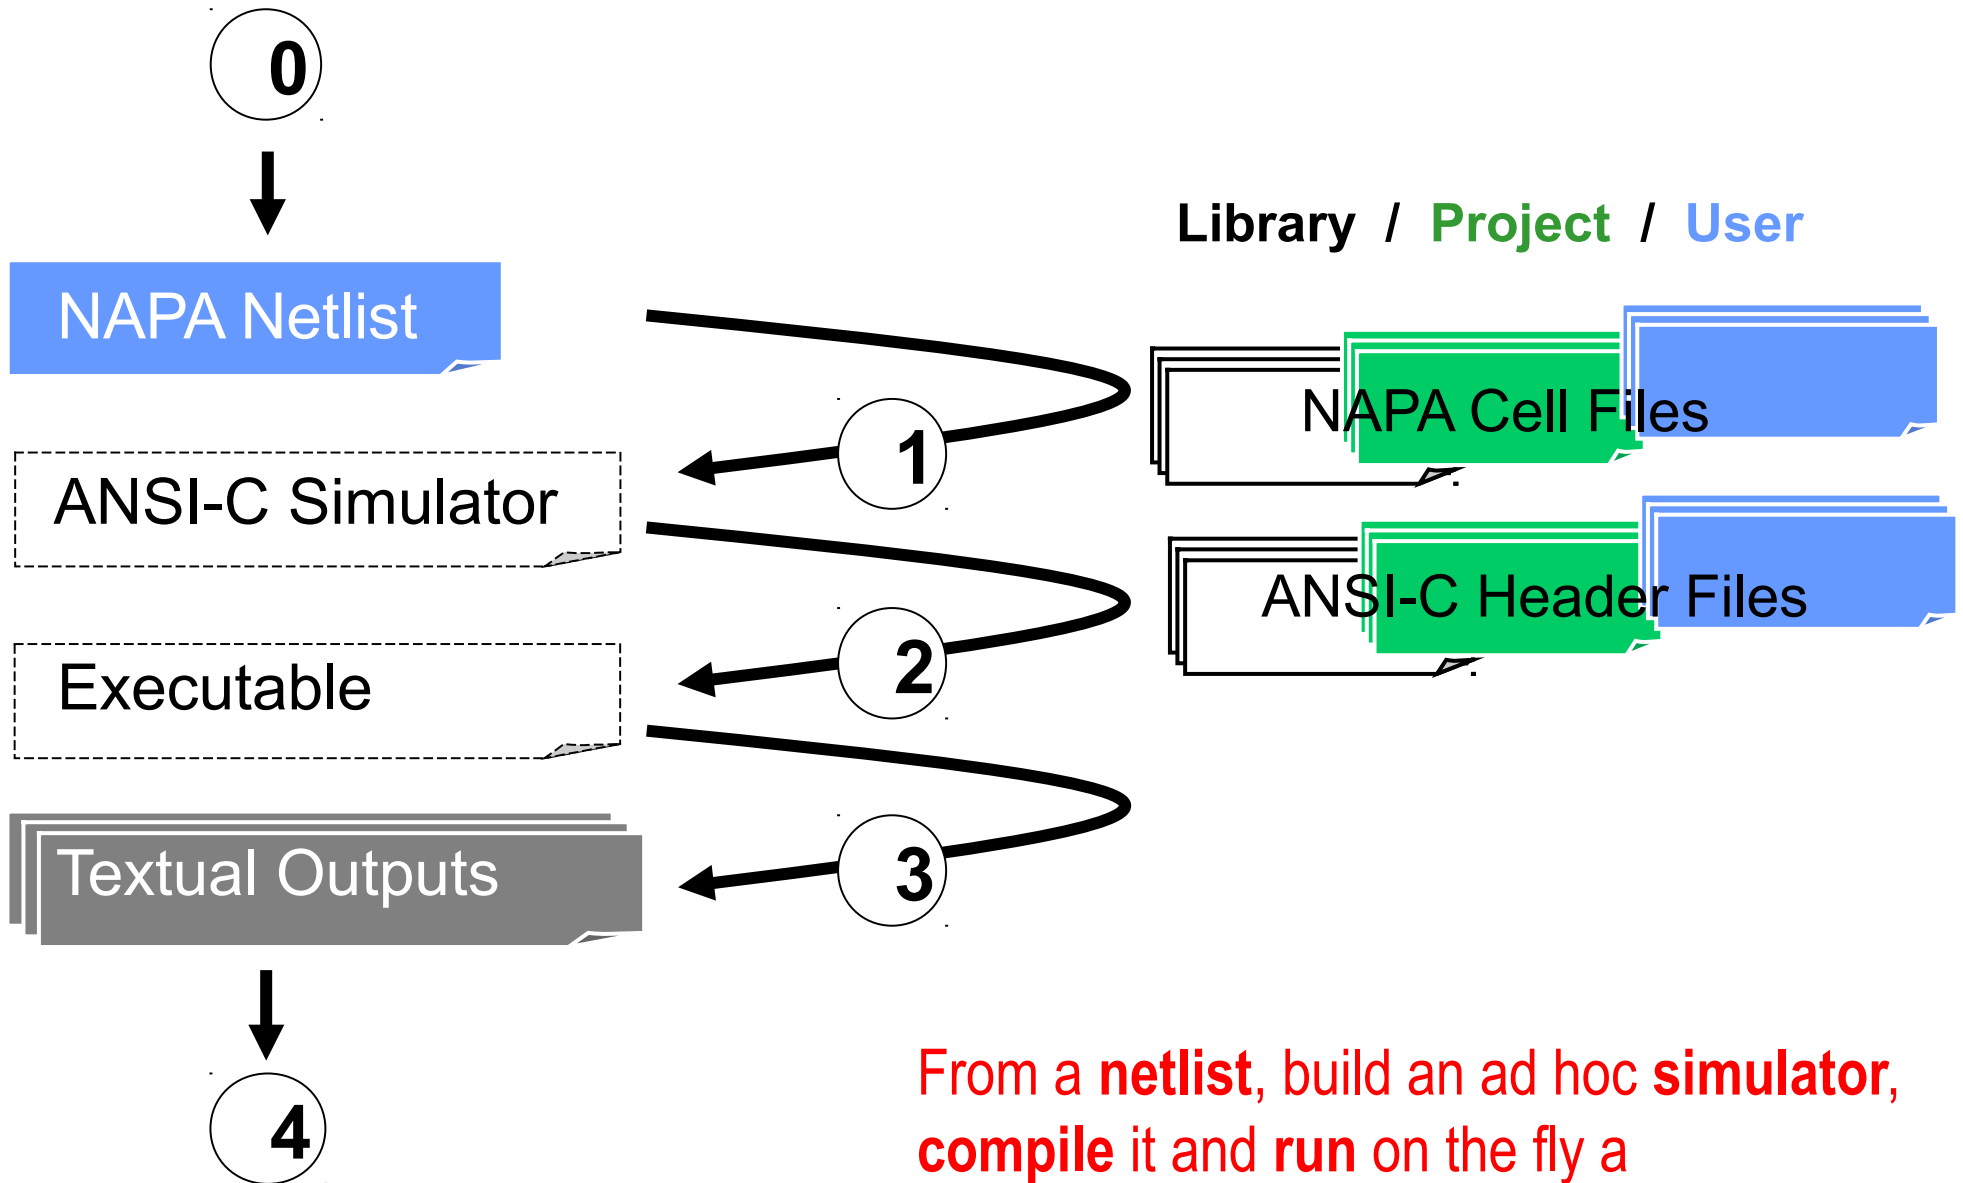 0
Library / Project / User
NAPA Netlist
NAPA Cell Files
1
ANSI-C Simulator
ANSI-C Header Files
2
Executable
3
Textual Outputs
4
From a netlist, build an ad hoc simulator,
compile it and run on the fly a